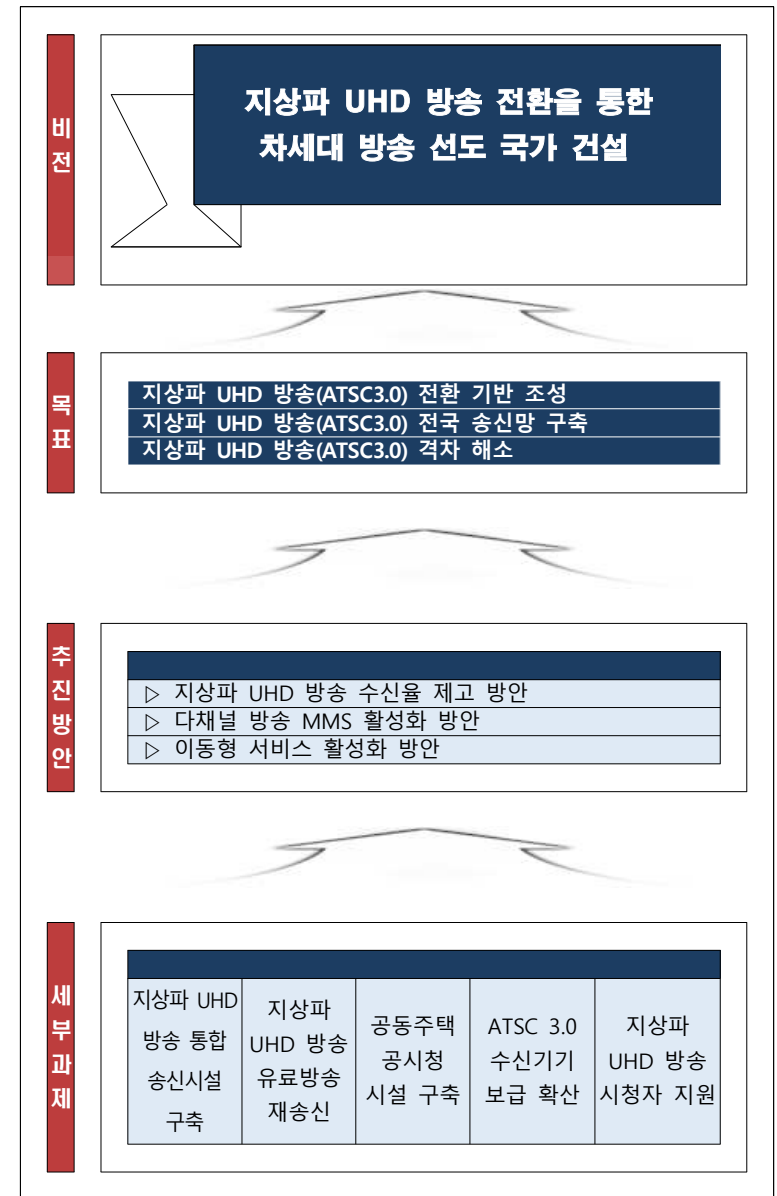 비
전
지상파 UHD 방송 전환을 통한
차세대 방송 선도 국가 건설
목
표
지상파 UHD 방송(ATSC3.0) 전환 기반 조성
지상파 UHD 방송(ATSC3.0) 전국 송신망 구축
지상파 UHD 방송(ATSC3.0) 격차 해소
추
진
방
안
▷ 지상파 UHD 방송 수신율 제고 방안
▷ 다채널 방송 MMS 활성화 방안
▷ 이동형 서비스 활성화 방안
세
부
과
제
지상파 UHD
방송 통합
송신시설
구축
지상파
UHD 방송
유료방송
재송신
공동주택
공시청
시설 구축
ATSC 3.0
수신기기
보급 확산
지상파
UHD 방송
시청자 지원